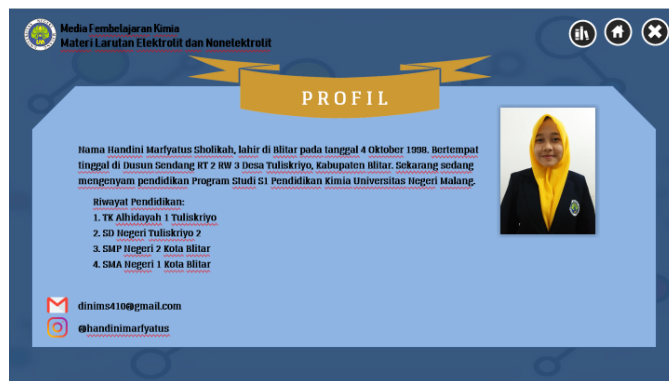 Media Pembelajaran Kimia
Materi Larutan Elektrolit dan Nonelektrolit
PROFIL
Nama Handini Marfyatus Sholikah, lahir di Blitar pada tanggal 4 Oktober 1998. Bertempat
tinggal di Dusun Sendang RT 2 RW 3 Desa Tuliskriyo, Kabupaten Blitar. Sekarang sedang
mengenyam pendidikan Program Studi S1 Pendidikan Kimia Universitas Negeri Malang.
Riwayat Pendidikan:
1. TK Alhidayah 1 Tuliskriyo
2. SD Negeri Tuliskriyo 2
3. SMP Negeri 2 Kota Blitar
4. SMA Negeri 1 Kota Blitar
dinims410@gmail.com
@handinimarfyatus